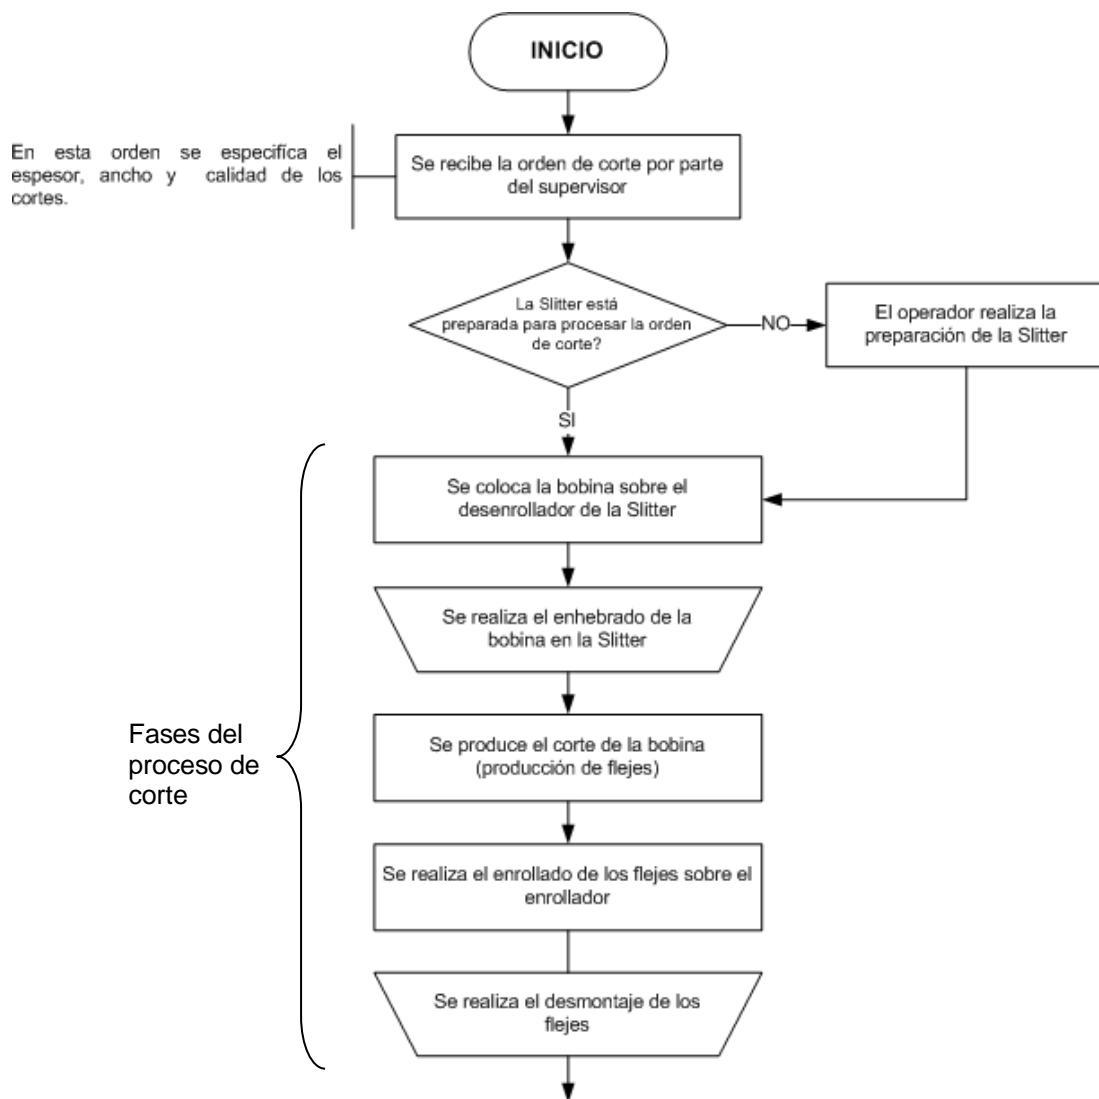 INICIO
En esta orden se especifica el
espesor, ancho y calidad de los
cortes.
Se recibe la orden de corte por parte
del supervisor
La Slitter está
preparada para procesar la orden
de corte?
NO
El operador realiza la
preparación de la Slitter
SI
Se coloca la bobina sobre el
desenrollador de la Slitter
Se realiza el enhebrado de la
bobina en la Slitter
Fases del
proceso de
corte
Se produce el corte de la bobina
(producción de flejes)
Se realiza el enrollado de los flejes sobre el
enrollador
Se realiza el desmontaje de los
flejes